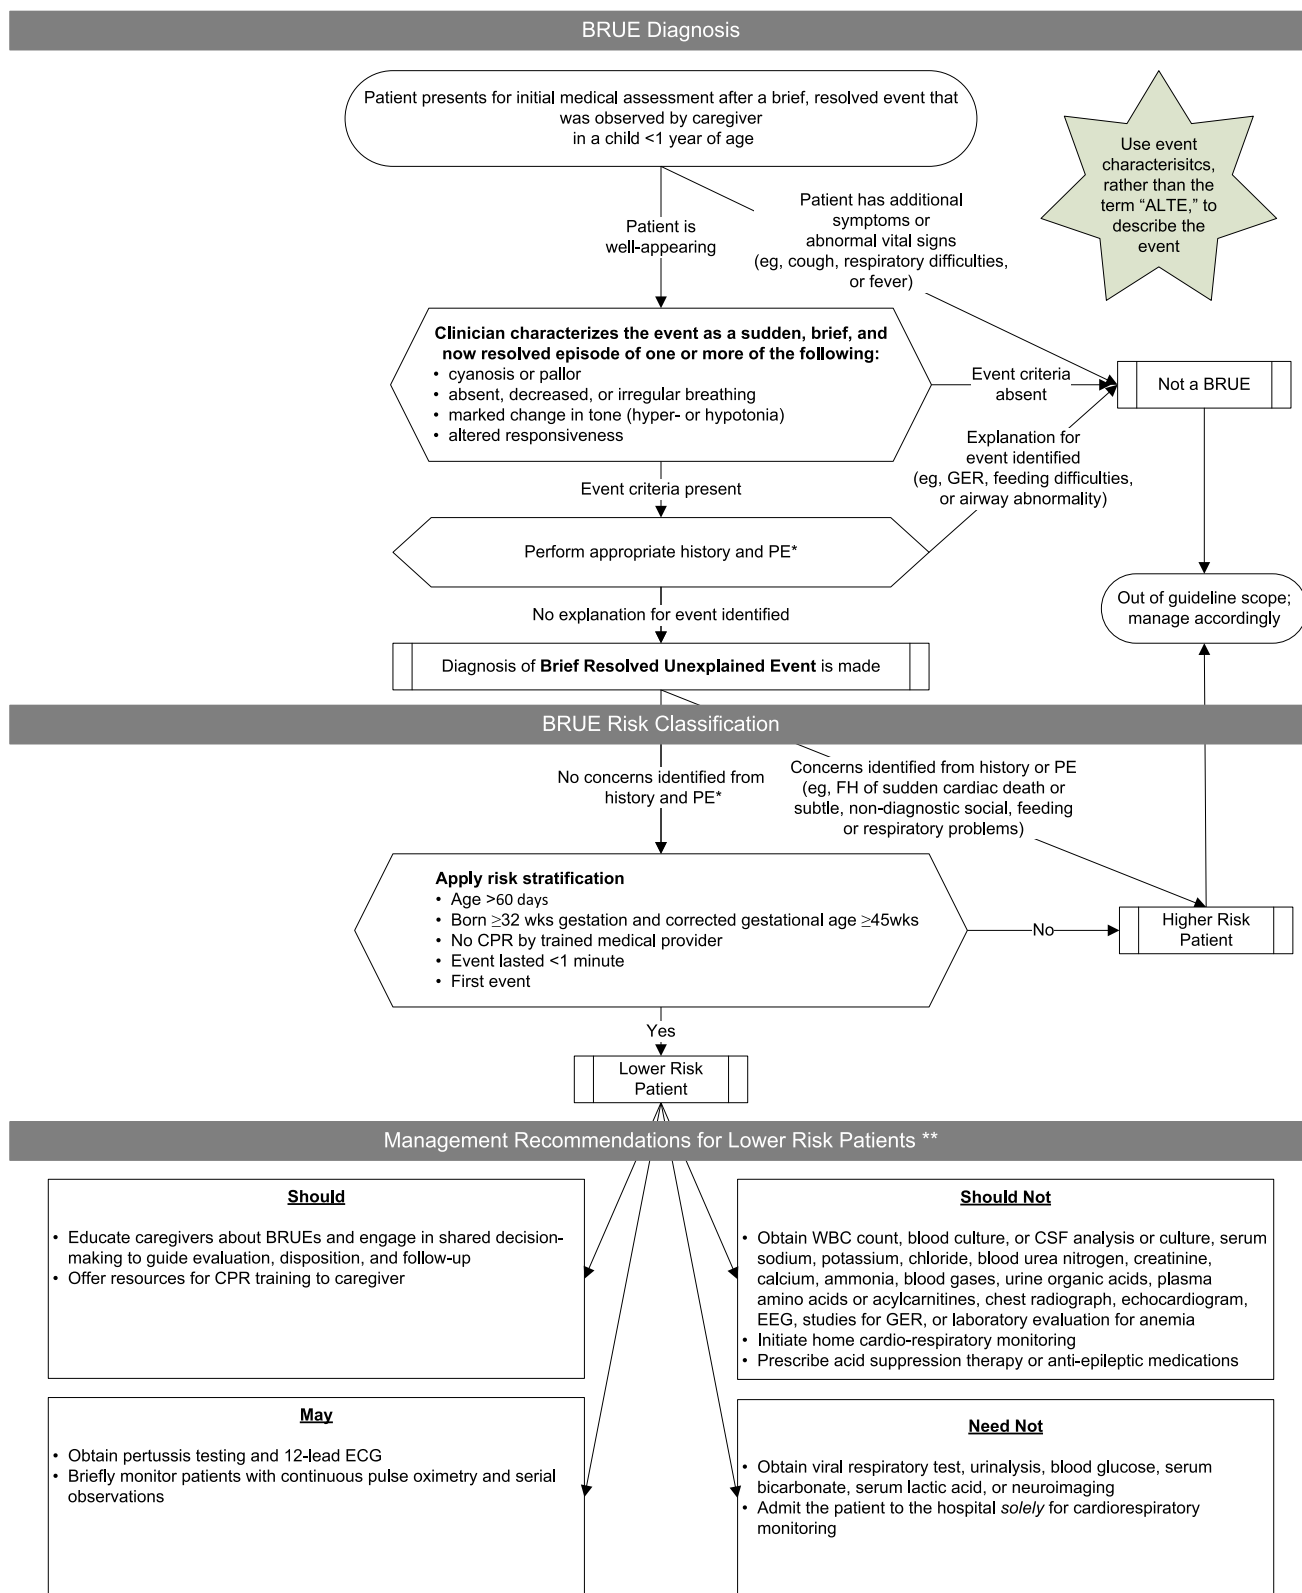 BRUE Diagnosis
Patient presents for initial medical assessment after a brief, resolved event that
was observed by caregiver
in a child <1 year of age
Use event
characterisitcs,
rather than the
term “ALTE,” to
describe the
event
Patient is
well-appearing
Patient has additional
symptoms or
abnormal vital signs
(eg, cough, respiratory difficulties,
or fever)
Clinician characterizes the event as a sudden, brief, and
now resolved episode of one or more of the following:
• cyanosis or pallor
• absent, decreased, or irregular breathing
• marked change in tone (hyper- or hypotonia)
• altered responsiveness
Event criteria
absent
Not a BRUE
Explanation for
event identified
(eg, GER, feeding difficulties,
or airway abnormality)
Event criteria present
Perform appropriate history and PE*
No explanation for event identified
Out of guideline scope;
manage accordingly
Diagnosis of Brief Resolved Unexplained Event is made
BRUE Risk Classification
No concerns identified from
history and PE*
Concerns identified from history or PE
(eg, FH of sudden cardiac death or
subtle, non-diagnostic social, feeding
or respiratory problems)
Apply risk stratification
• Age >60 days
• Born ≥32 wks gestation and corrected gestational age ≥45wks
• No CPR by trained medical provider
• Event lasted <1 minute
• First event
No
Higher Risk
Patient
Yes
Lower Risk
Patient
Management Recommendations for Lower Risk Patients **
Should
• Educate caregivers about BRUEs and engage in shared decision-
making to guide evaluation, disposition, and follow-up
• Offer resources for CPR training to caregiver
Should Not
• Obtain WBC count, blood culture, or CSF analysis or culture, serum
sodium, potassium, chloride, blood urea nitrogen, creatinine,
calcium, ammonia, blood gases, urine organic acids, plasma
amino acids or acylcarnitines, chest radiograph, echocardiogram,
EEG, studies for GER, or laboratory evaluation for anemia
• Initiate home cardio-respiratory monitoring
• Prescribe acid suppression therapy or anti-epileptic medications
May
• Obtain pertussis testing and 12-lead ECG
• Briefly monitor patients with continuous pulse oximetry and serial
observations
Need Not
• Obtain viral respiratory test, urinalysis, blood glucose, serum
bicarbonate, serum lactic acid, or neuroimaging
• Admit the patient to the hospital solely for cardiorespiratory
monitoring